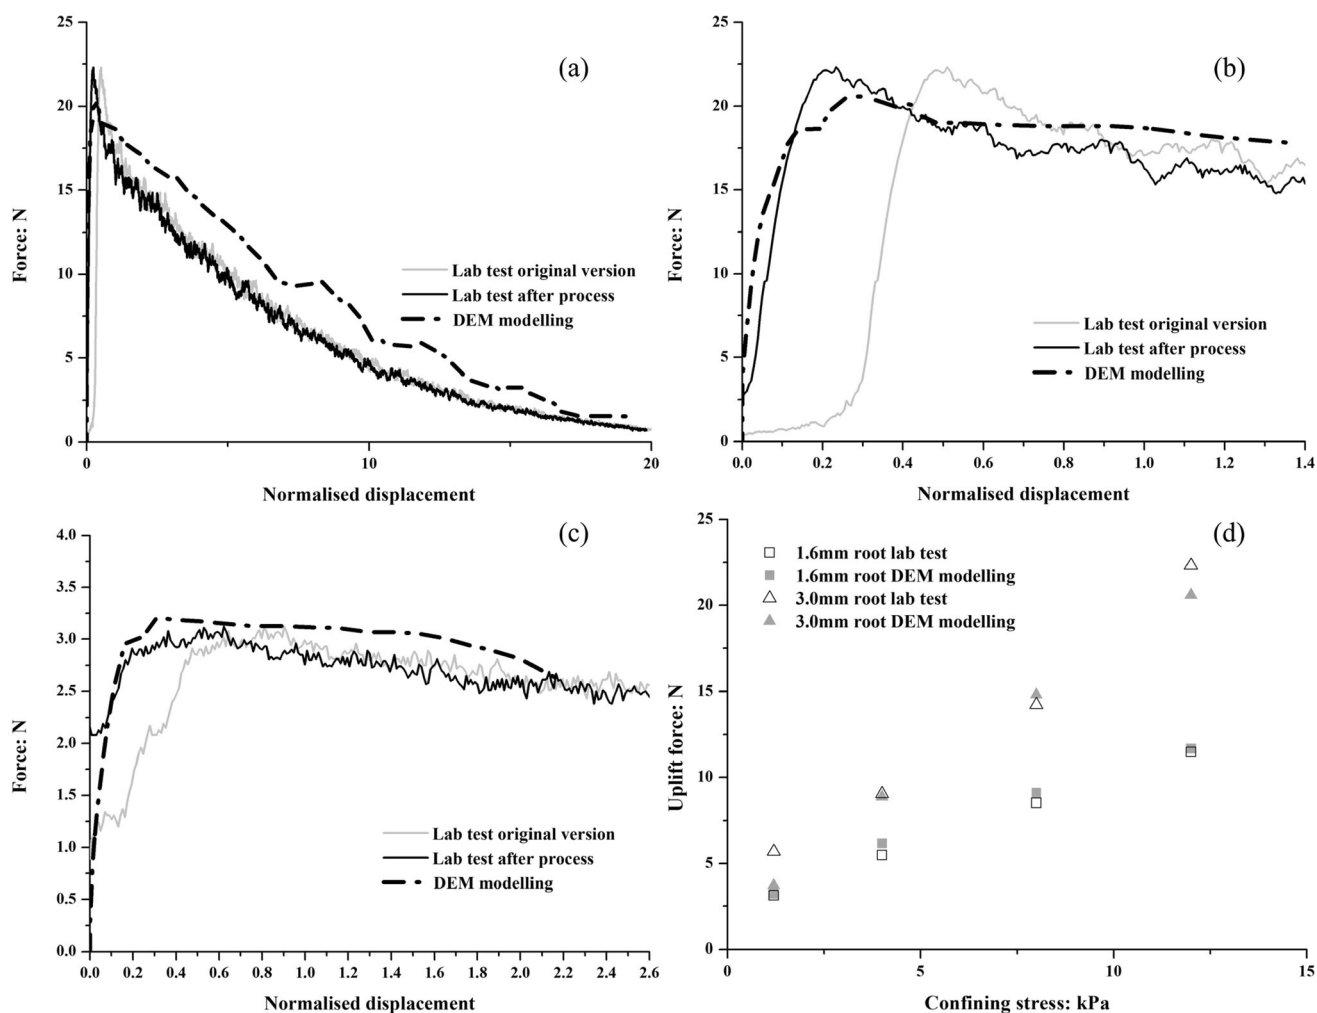 (a)
25
20
15
10
5
0
Force: N
Lab test original version
Lab test after process
DEM modelling
0
10
20
Normalised displacement
(b)
25
20
15
10
5
0
Force: N
Lab test original version
Lab test after process
DEM modelling
0.0 0.2 0.4 0.6 0.8 1.0 1.2 1.4
Normalised displacement
(c)
4.0
3.5
3.0
2.5
2.0
1.5
1.0
0.5
0.0
Force: N
Lab test original version
Lab test after process
DEM modelling
0.0 0.2 0.4 0.6 0.8 1.0 1.2 1.4 1.6 1.8 2.0 2.2 2.4 2.6
Normalised displacement
(d)
25
20
15
10
5
0
Uplift force: N
1.6mm root lab test
1.6mm root DEM modelling
3.0mm root lab test
3.0mm root DEM modelling
0 5 10 15
Confining stress: kPa